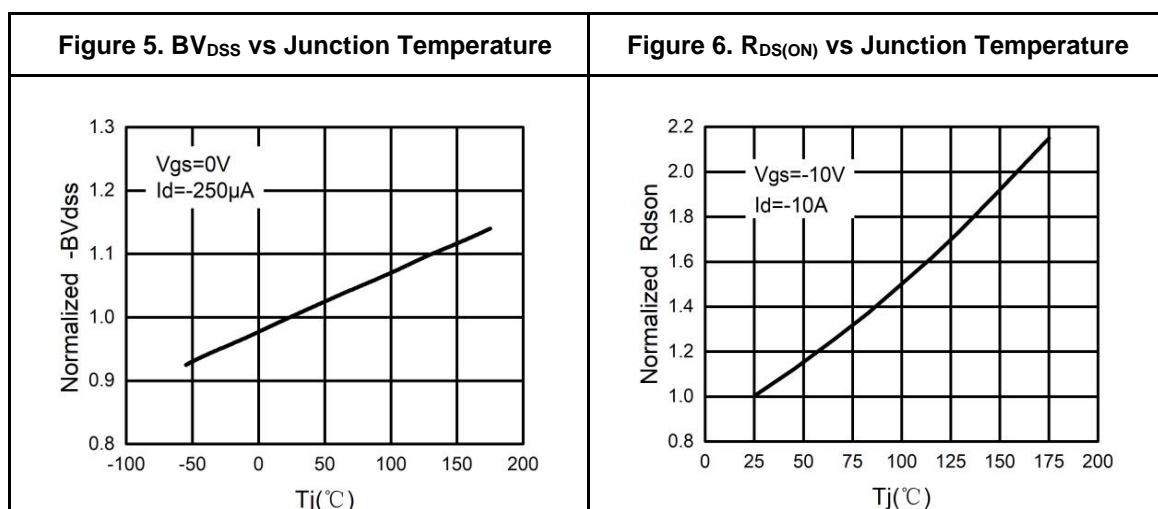 Figure 5. BVDSS vs Junction Temperature
Figure 6. RDS(ON) vs Junction Temperature
Normalized -BVdss
1.3
1.2
1.1
1.0
0.9
0.8
Vgs=0V
Id=-250μA
-100 -50 0 50 100 150 200
Tj(℃)
Normalized Rdson
2.2
2.0
1.8
1.6
1.4
1.2
1.0
0.8
Vgs=-10V
Id=-10A
0 25 50 75 100 125 150 175 200
Tj(℃)